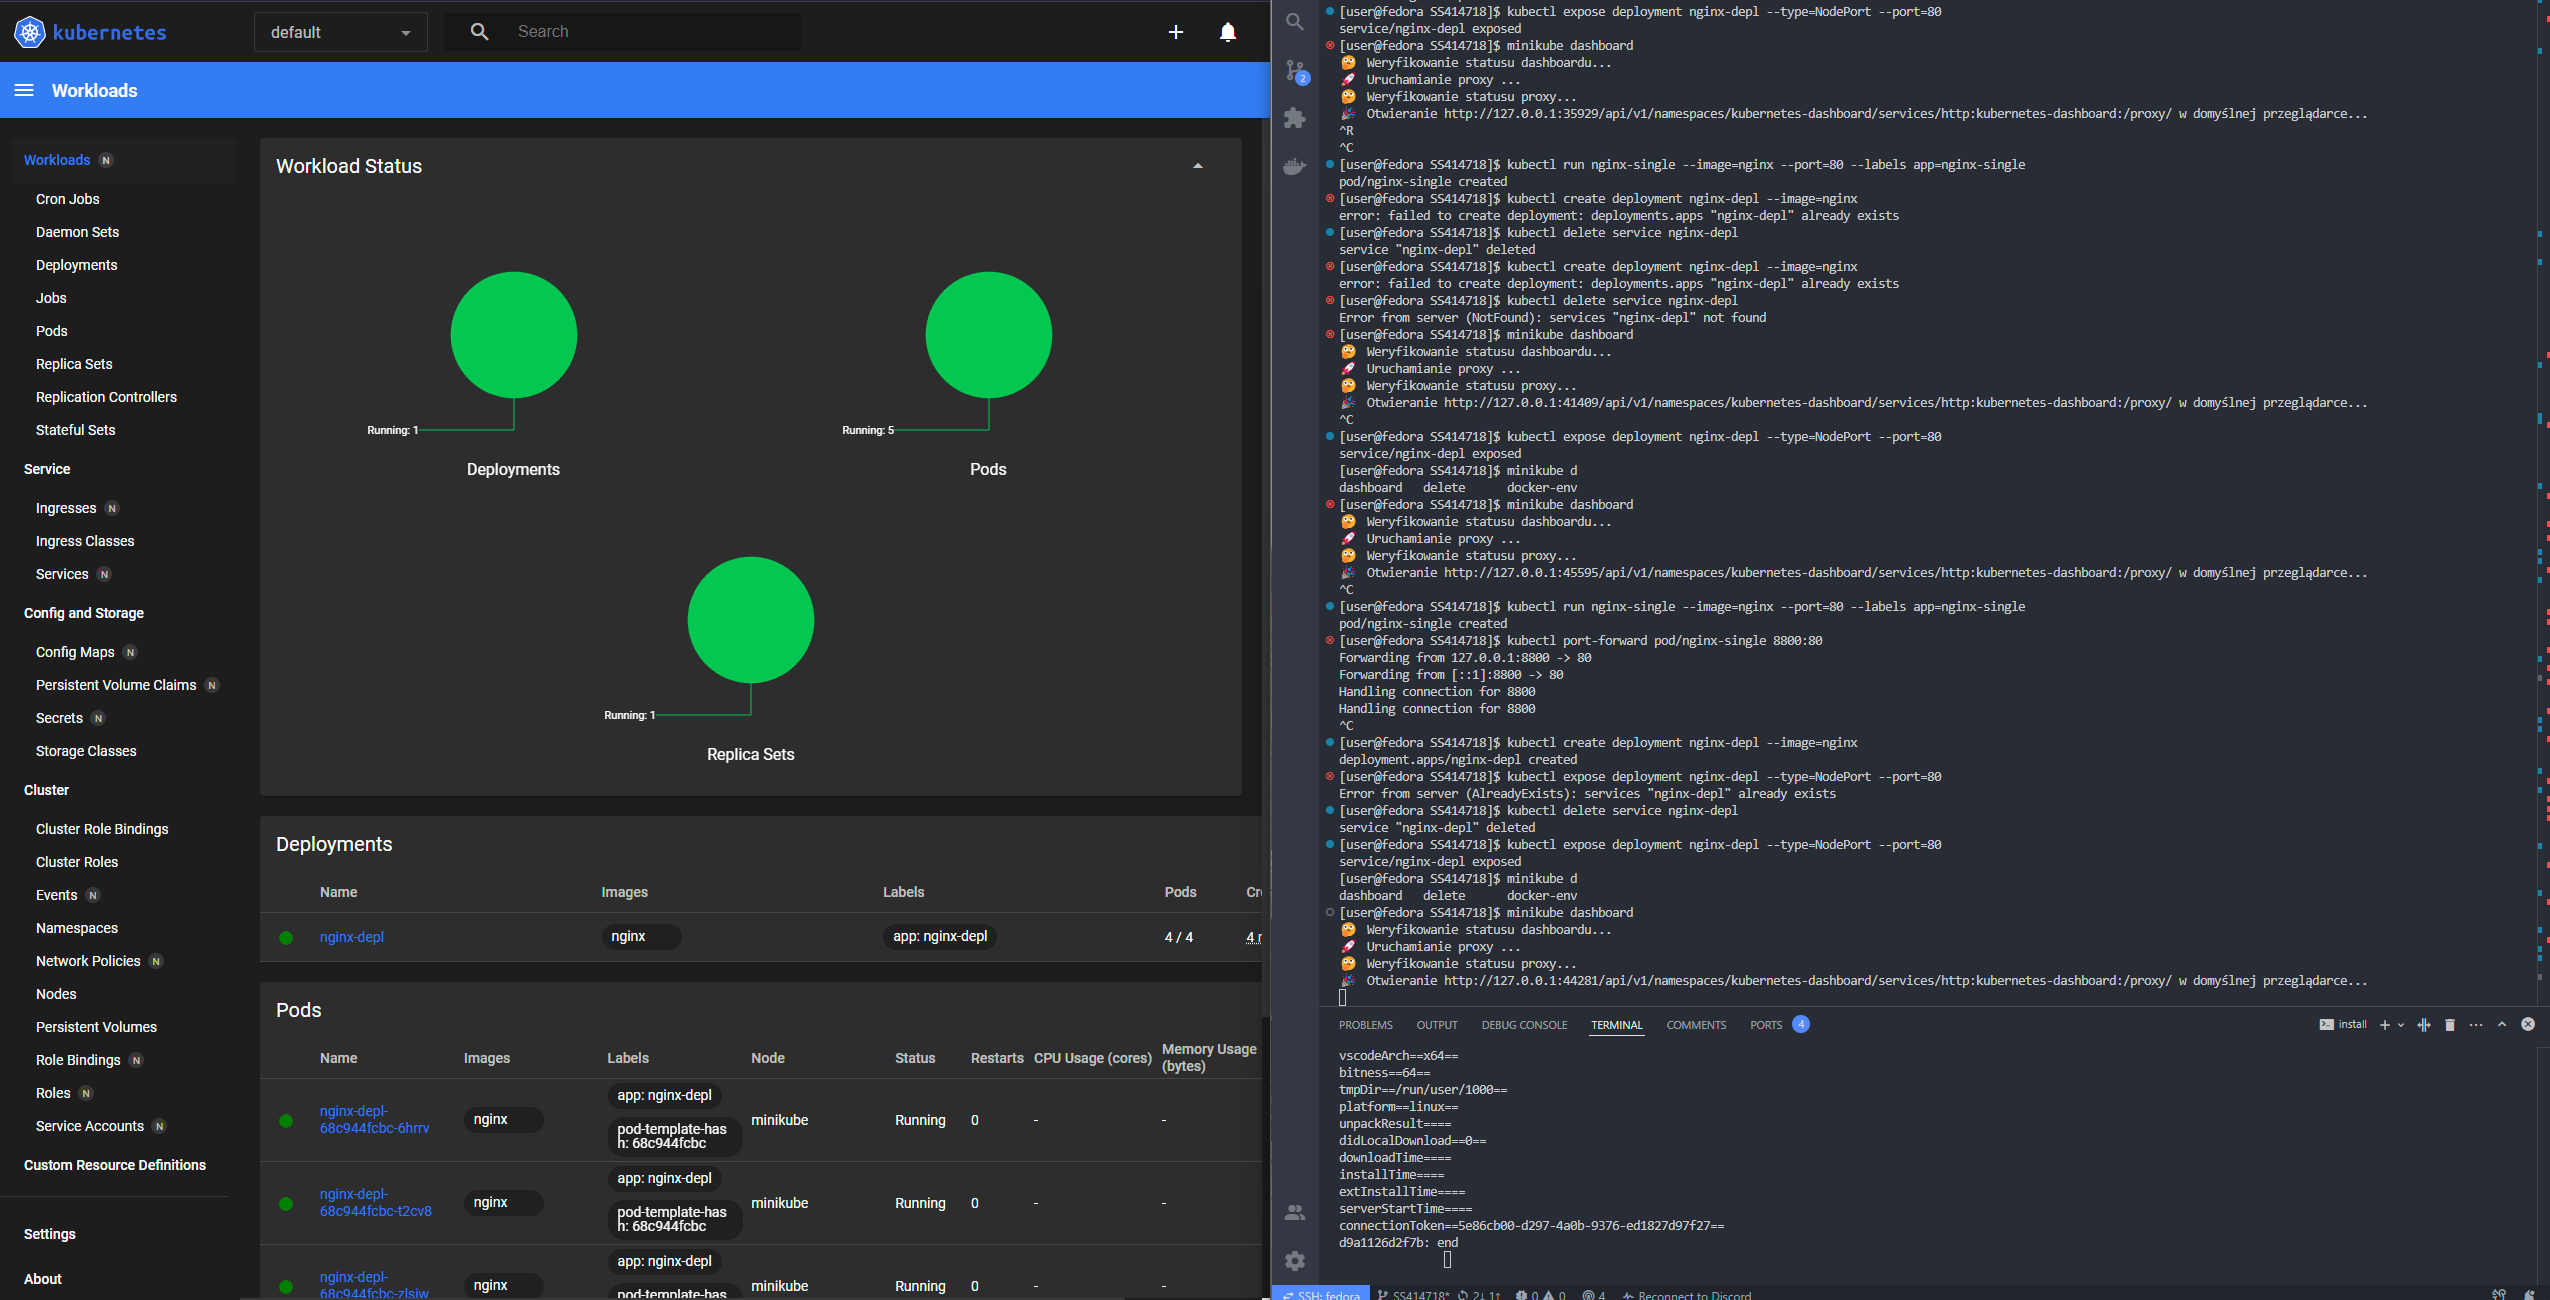 kubernetes
default
Search
Workloads
Workloads N
Cron Jobs
Daemon Sets
Deployments
Jobs
Pods
Replica Sets
Replication Controllers
Stateful Sets
Service
Ingresses N
Ingress Classes
Services N
Config and Storage
Config Maps N
Persistent Volume Claims N
Secrets N
Storage Classes
Cluster
Cluster Role Bindings
Cluster Roles
Events N
Namespaces
Network Policies N
Nodes
Persistent Volumes
Role Bindings N
Roles N
Service Accounts N
Custom Resource Definitions
Settings
About
Workload Status
Running: 1
Deployments
Running: 5
Pods
Running: 1
Replica Sets
Deployments
Name Images Labels Pods
nginx-depl nginx app: nginx-depl 4 / 4 4
Pods
Name Images Labels Node Status Restarts CPU Usage (cores) Memory Usage (bytes)
nginx-depl-
68c944fcbc-6hrrv
nginx
app: nginx-depl
pod-template-has
h: 68c944fcbc
minikube Running 0 - -
nginx-depl-
68c944fcbc-t2cv8
nginx
app: nginx-depl
pod-template-has
h: 68c944fcbc
minikube Running 0 - -
nginx-depl-
68c944fcbc-zlsjw
nginx
app: nginx-depl
pod-template-has
minikube Running 0 - -
2
[user@fedora SS414718]$ kubectl expose deployment nginx-depl --type=NodePort --port=80
service/nginx-depl exposed
[user@fedora SS414718]$ minikube dashboard
🤔 Weryfikowanie statusu dashboardu...
🚀 Uruchamianie proxy ...
🤔 Weryfikowanie statusu proxy...
🎉 Otwieranie http://127.0.0.1:35929/api/v1/namespaces/kubernetes-dashboard/services/http:kubernetes-dashboard:/proxy/ w domyślnej przeglądarce...
^R
^C
[user@fedora SS414718]$ kubectl run nginx-single --image=nginx --port=80 --labels app=nginx-single
pod/nginx-single created
[user@fedora SS414718]$ kubectl create deployment nginx-depl --image=nginx
error: failed to create deployment: deployments.apps "nginx-depl" already exists
[user@fedora SS414718]$ kubectl delete service nginx-depl
service "nginx-depl" deleted
[user@fedora SS414718]$ kubectl create deployment nginx-depl --image=nginx
error: failed to create deployment: deployments.apps "nginx-depl" already exists
[user@fedora SS414718]$ kubectl delete service nginx-depl
Error from server (NotFound): services "nginx-depl" not found
[user@fedora SS414718]$ minikube dashboard
🤔 Weryfikowanie statusu dashboardu...
🚀 Uruchamianie proxy ...
🤔 Weryfikowanie statusu proxy...
🎉 Otwieranie http://127.0.0.1:41409/api/v1/namespaces/kubernetes-dashboard/services/http:kubernetes-dashboard:/proxy/ w domyślnej przeglądarce...
^C
[user@fedora SS414718]$ kubectl expose deployment nginx-depl --type=NodePort --port=80
service/nginx-depl exposed
[user@fedora SS414718]$ minikube d
dashboard delete docker-env
[user@fedora SS414718]$ minikube dashboard
🤔 Weryfikowanie statusu dashboardu...
🚀 Uruchamianie proxy ...
🤔 Weryfikowanie statusu proxy...
🎉 Otwieranie http://127.0.0.1:45595/api/v1/namespaces/kubernetes-dashboard/services/http:kubernetes-dashboard:/proxy/ w domyślnej przeglądarce...
^C
[user@fedora SS414718]$ kubectl run nginx-single --image=nginx --port=80 --labels app=nginx-single
pod/nginx-single created
[user@fedora SS414718]$ kubectl port-forward pod/nginx-single 8800:80
Forwarding from 127.0.0.1:8800 -> 80
Forwarding from [::1]:8800 -> 80
Handling connection for 8800
Handling connection for 8800
^C
[user@fedora SS414718]$ kubectl create deployment nginx-depl --image=nginx
deployment.apps/nginx-depl created
[user@fedora SS414718]$ kubectl expose deployment nginx-depl --type=NodePort --port=80
Error from server (AlreadyExists): services "nginx-depl" already exists
[user@fedora SS414718]$ kubectl delete service nginx-depl
service "nginx-depl" deleted
[user@fedora SS414718]$ kubectl expose deployment nginx-depl --type=NodePort --port=80
service/nginx-depl exposed
[user@fedora SS414718]$ minikube d
dashboard delete docker-env
[user@fedora SS414718]$ minikube dashboard
🤔 Weryfikowanie statusu dashboardu...
🚀 Uruchamianie proxy ...
🤔 Weryfikowanie statusu proxy...
🎉 Otwieranie http://127.0.0.1:44281/api/v1/namespaces/kubernetes-dashboard/services/http:kubernetes-dashboard:/proxy/ w domyślnej przeglądarce...
PROBLEMS OUTPUT DEBUG CONSOLE TERMINAL COMMENTS PORTS 4 install
vscodeArch==x64==
bitness==64==
tmpDir==/run/user/1000==
platform==linux==
unpackResult====
didLocalDownload==0==
downloadTime====
installTime====
extInstallTime====
serverStartTime====
connectionToken==5e86cb00-d297-4a0b-9376-ed1827d97f27==
d9a1126d2f7b: end
SSH: fedora SS414718* 2↓ 1↑ 0 0 4 Reconnect to Discord